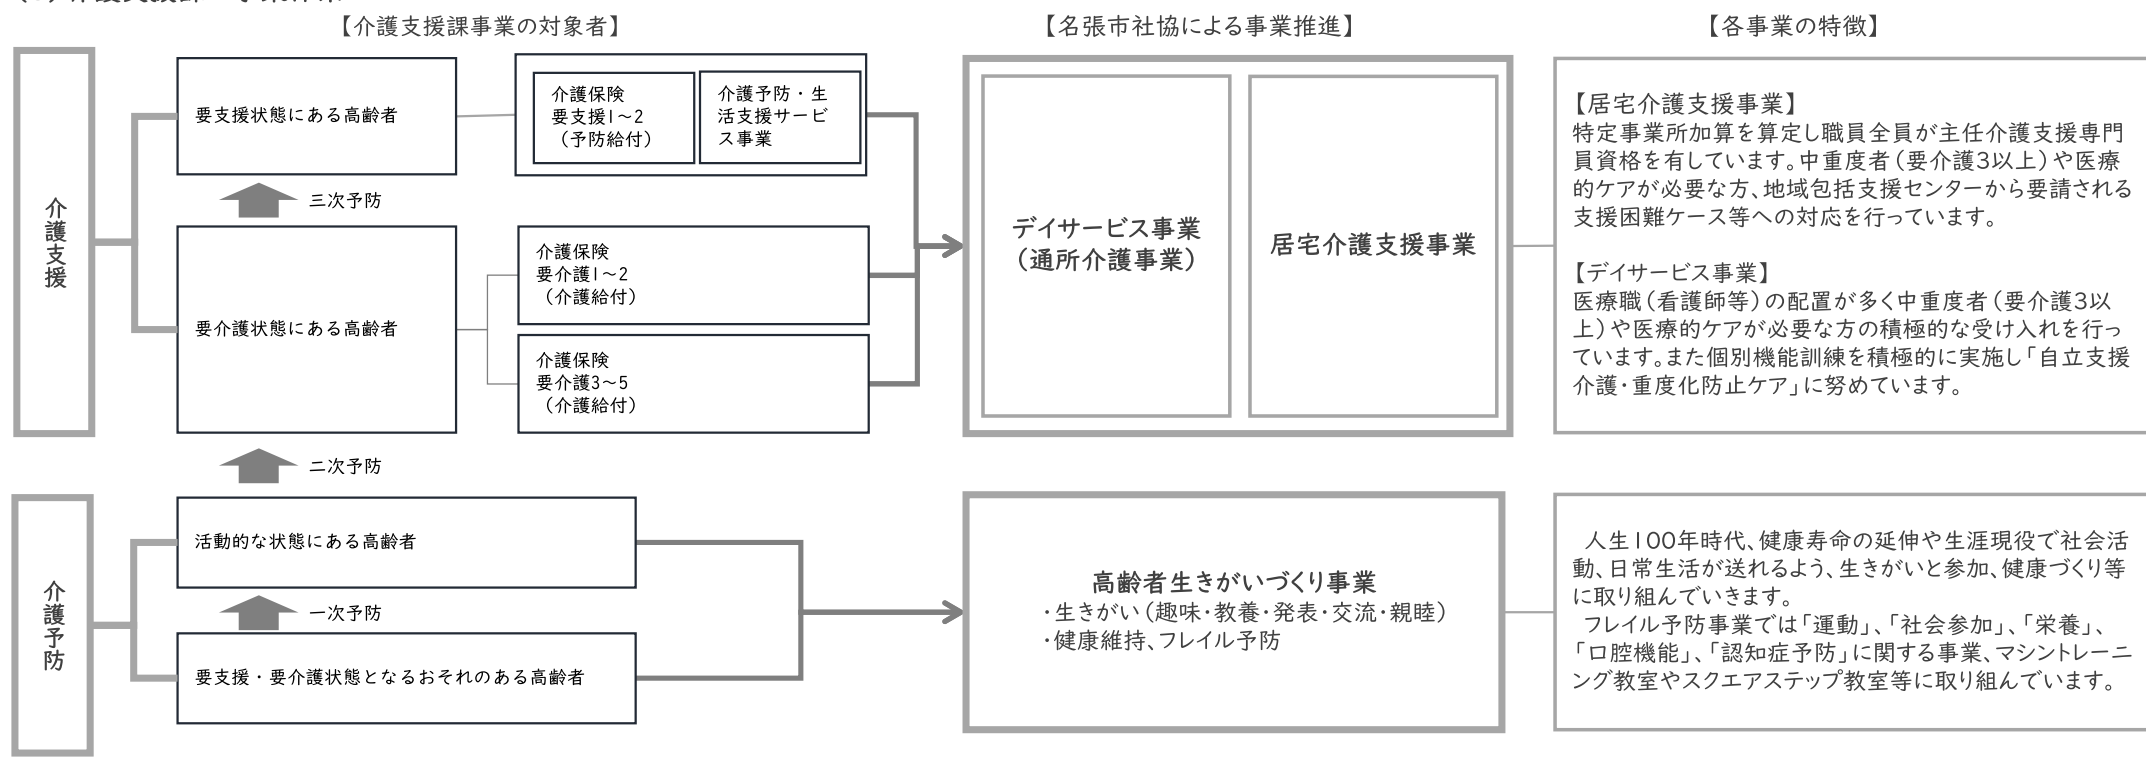 【介護支援課事業の対象者】
【名張市社協による事業推進】
【各事業の特徴】
介護支援
要支援状態にある高齢者
介護保険
要支援1～2
（予防給付）
介護予防・生
活支援サービ
ス事業
三次予防
要介護状態にある高齢者
介護保険
要介護1～2
（介護給付）
介護保険
要介護3～5
（介護給付）
デイサービス事業
（通所介護事業）
居宅介護支援事業
【居宅介護支援事業】
特定事業所加算を算定し職員全員が主任介護支援専門
員資格を有しています。中重度者（要介護3以上）や医療
的ケアが必要な方、地域包括支援センターから要請される
支援困難ケース等への対応を行っています。
【デイサービス事業】
医療職（看護師等）の配置が多く中重度者（要介護3以
上）や医療的ケアが必要な方の積極的な受け入れを行っ
ています。また個別機能訓練を積極的に実施し「自立支援
介護・重度化防止ケア」に努めています。
二次予防
介護予防
活動的な状態にある高齢者
一次予防
要支援・要介護状態となるおそれのある高齢者
高齢者生きがいづくり事業
・生きがい（趣味・教養・発表・交流・親睦）
・健康維持、フレイル予防
人生100年時代、健康寿命の延伸や生涯現役で社会活
動、日常生活が送れるよう、生きがいと参加、健康づくり等
に取り組んでいきます。
フレイル予防事業では「運動」、「社会参加」、「栄養」、
「口腔機能」、「認知症予防」に関する事業、マシントレーニ
ング教室やスクエアステップ教室等に取り組んでいます。